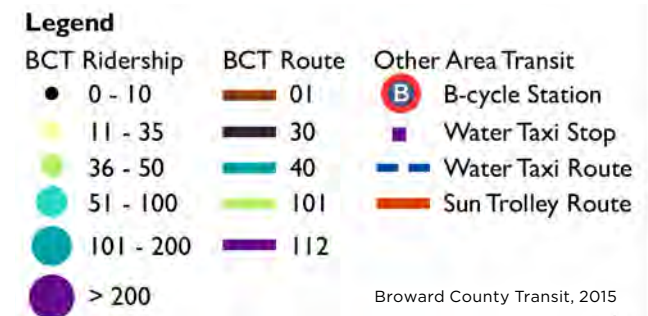 Legend
BCT Ridership
0 - 10
11 - 35
36 - 50
51 - 100
101 - 200
> 200
BCT Route
01
30
40
101
112
Other Area Transit
B B-cycle Station
Water Taxi Stop
Water Taxi Route
Sun Trolley Route
Broward County Transit, 2015